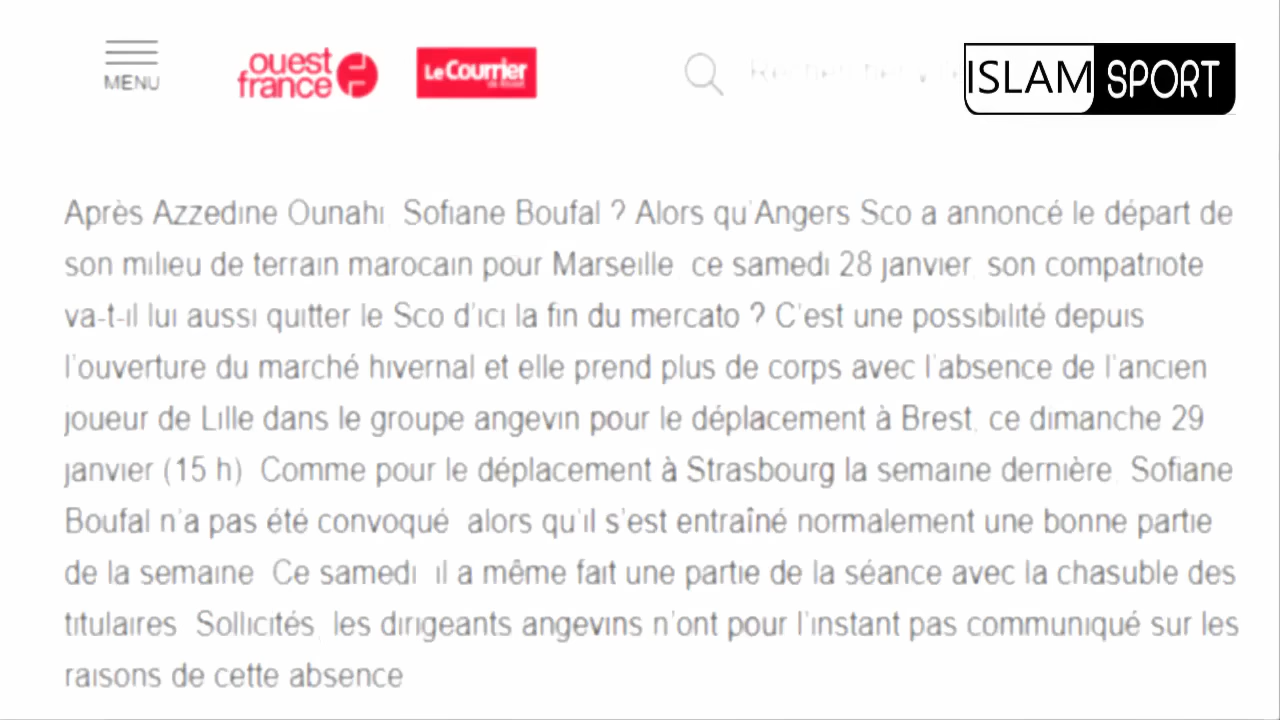 MENU
ouest
france
Le Courrier
ISLAM SPORT
Après Azzedine Ounahi, Sofiane Boufal ? Alors qu'Angers Sco a annoncé le départ de
son milieu de terrain marocain pour Marseille, ce samedi 28 janvier, son compatriote
va-t-il lui aussi quitter le Sco d'ici la fin du mercato ? C'est une possibilité depuis
l'ouverture du marché hivernal et elle prend plus de corps avec l'absence de l'ancien
joueur de Lille dans le groupe angevin pour le déplacement à Brest, ce dimanche 29
janvier (15 h). Comme pour le déplacement à Strasbourg la semaine dernière, Sofiane
Boufal n'a pas été convoqué, alors qu'il s'est entraîné normalement une bonne partie
de la semaine. Ce samedi, il a même fait une partie de la séance avec la chasuble des
titulaires. Sollicités, les dirigeants angevins n'ont pour l'instant pas communiqué sur les
raisons de cette absence